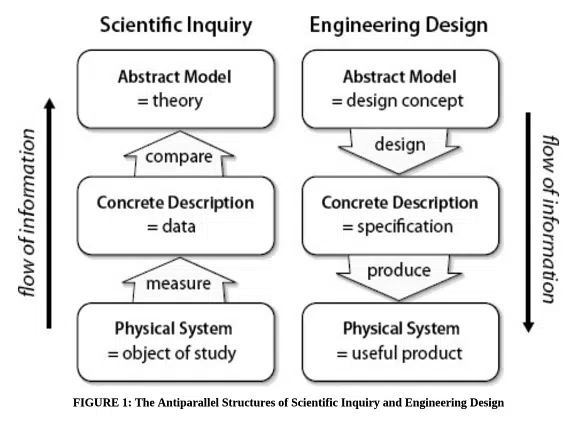 Scientific Inquiry
Engineering Design
flow of information
Abstract Model
= theory
compare
Concrete Description
= data
measure
Physical System
= object of study
Abstract Model
= design concept
design
Concrete Description
= specification
produce
Physical System
= useful product
flow of information
FIGURE 1: The Antiparallel Structures of Scientific Inquiry and Engineering Design